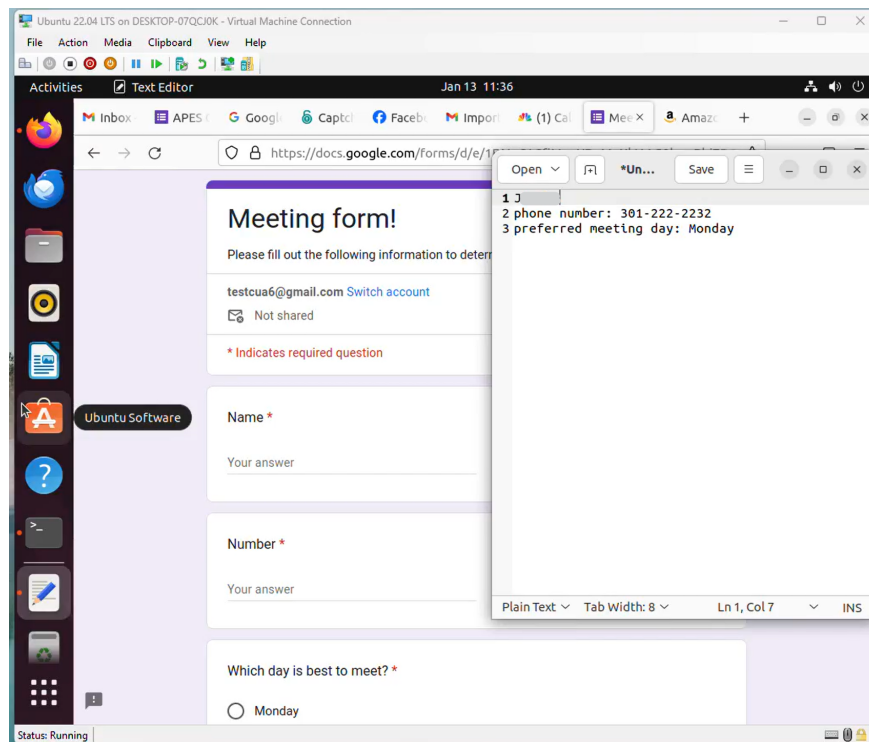 Ubuntu 22.04 LTS on DESKTOP-07QCJ0K - Virtual Machine Connection
File Action Media Clipboard View Help
Activities Text Editor Jan 13 11:36
Inbox APES Googl Captc Faceb Impor (1) Ca Mee Amazo
https://docs.google.com/forms/d/e/
Open *Un... Save
1 J
2 phone number: 301-222-2232
3 preferred meeting day: Monday
Plain Text Tab Width: 8 Ln 1, Col 7 INS
Meeting form!
Please fill out the following information to deter
testcua6@gmail.com Switch account
Not shared
* Indicates required question
Ubuntu Software
Name *
Your answer
Number *
Your answer
Which day is best to meet? *
Monday
Status: Running